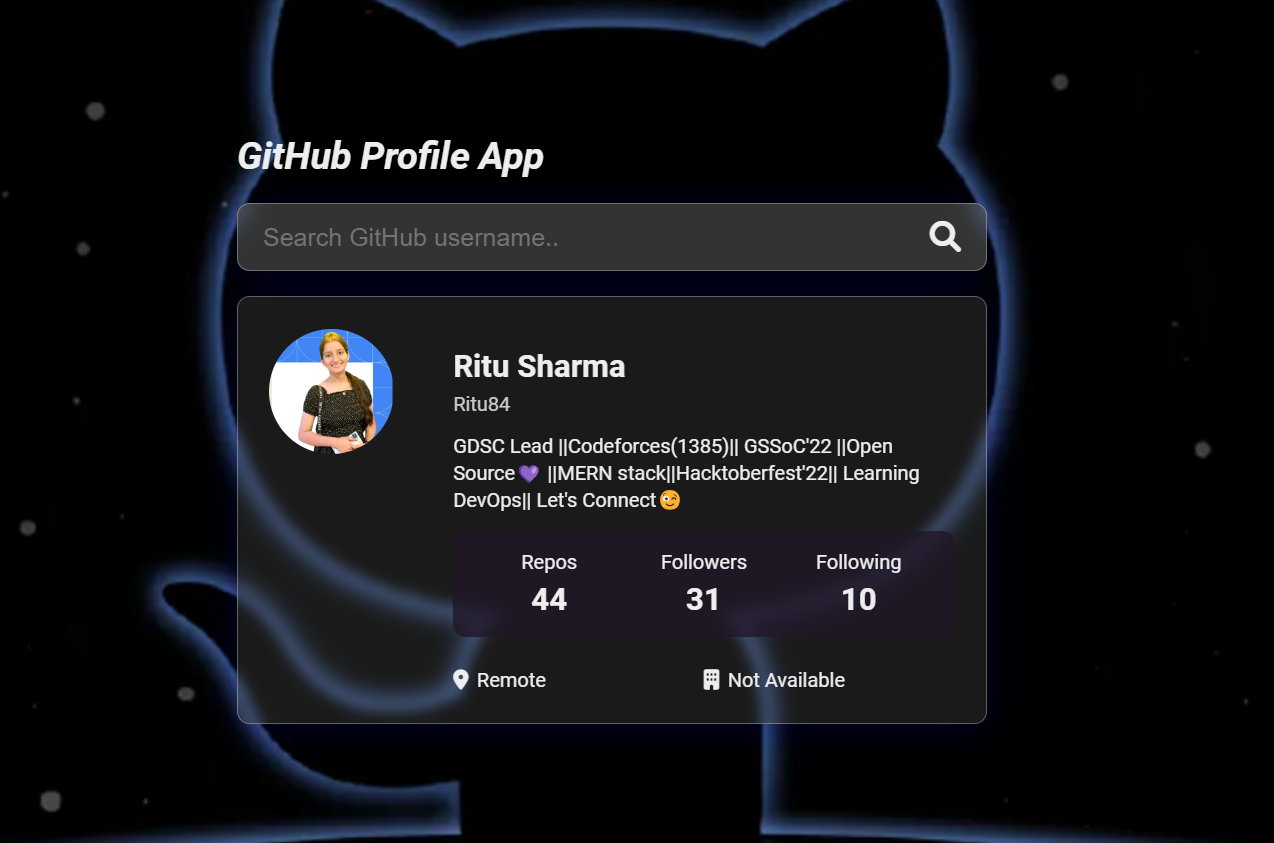 GitHub Profile App
Search GitHub username..
Ritu Sharma
Ritu84
GDSC Lead ||Codeforces(1385)|| GSSoC'22 ||Open
Source💜 ||MERN stack||Hacktoberfest'22|| Learning
DevOps|| Let's Connect😉
Repos Followers Following
44 31 10
Remote Not Available